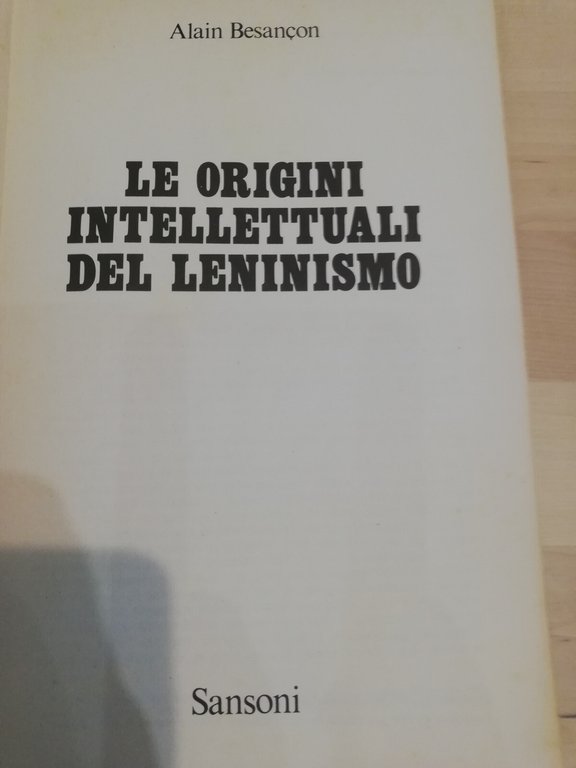 Alain Besançon
LE ORIGINI
INTELLETTUALI
DEL LENINISMO
Sansoni